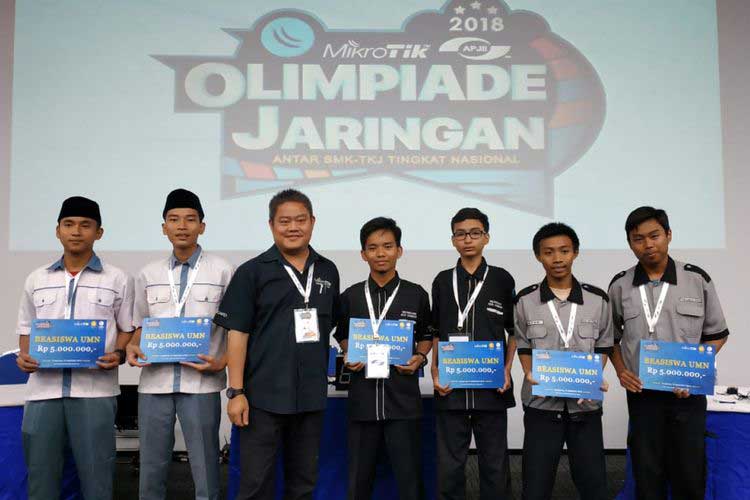 2018
MikroTik APJII
OLIMPIADE
JARINGAN
ANTAR SMK-TKJ TINGKAT NASIONAL
BEASISWA UMN
Rp 5.000.000,-
BEASISWA UMN
Rp 5.000.000,-
Rp 5.000.000,-
BEASISWA UMN
Rp 5.000.000,-
BEASISWA UMN
Rp 5.000.000,-
BEASISWA UMN
Rp 5.000.000,-